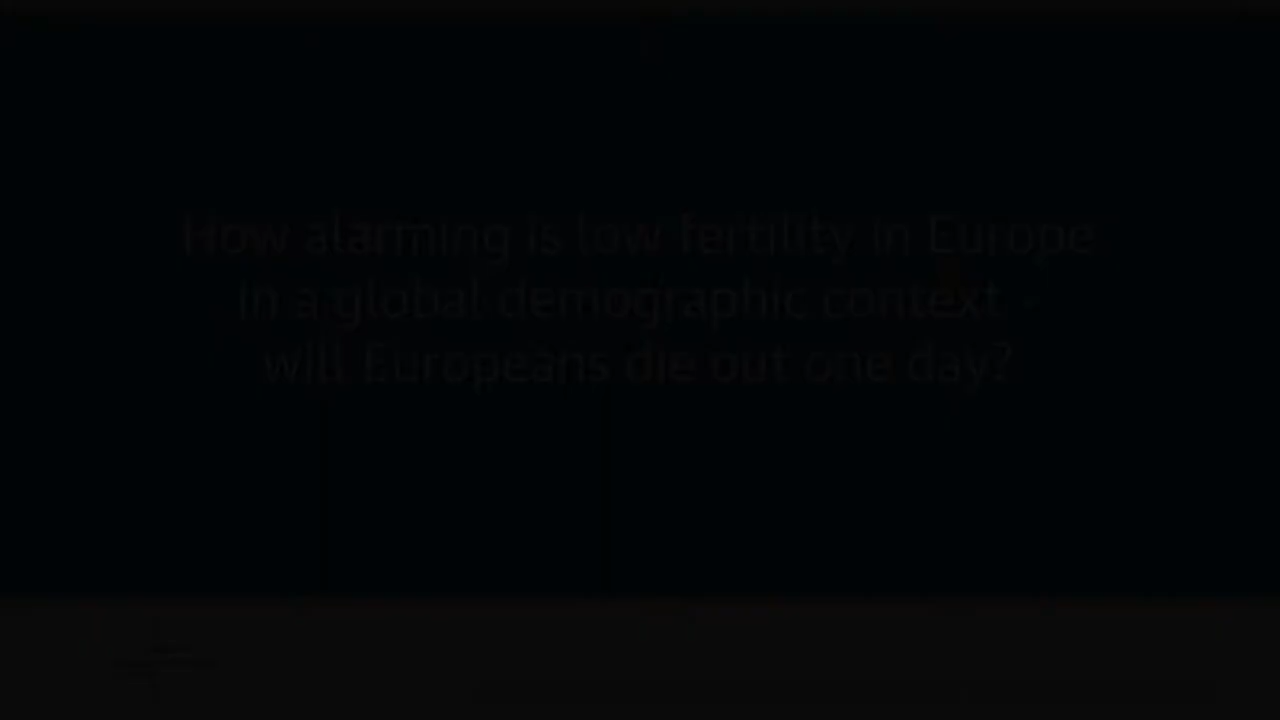 How alarming is low fertility in Europe
in a global demographic context -
will Europeans die out one day?